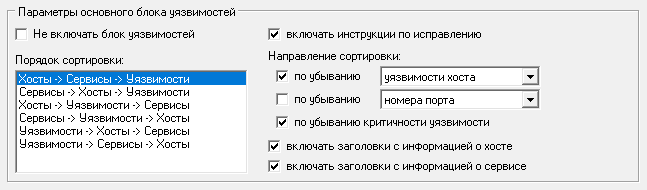 Параметры основного блока уязвимостей
Не включать блок уязвимостей
включать инструкции по исправлению
Порядок сортировки:
Хосты -> Сервисы -> Уязвимости
Сервисы -> Хосты -> Уязвимости
Хосты -> Уязвимости -> Сервисы
Сервисы -> Уязвимости -> Хосты
Уязвимости -> Хосты -> Сервисы
Уязвимости -> Сервисы -> Хосты
Направление сортировки:
по убыванию уязвимости хоста
по убыванию номера порта
по убыванию критичности уязвимости
включать заголовки с информацией о хосте
включать заголовки с информацией о сервисе